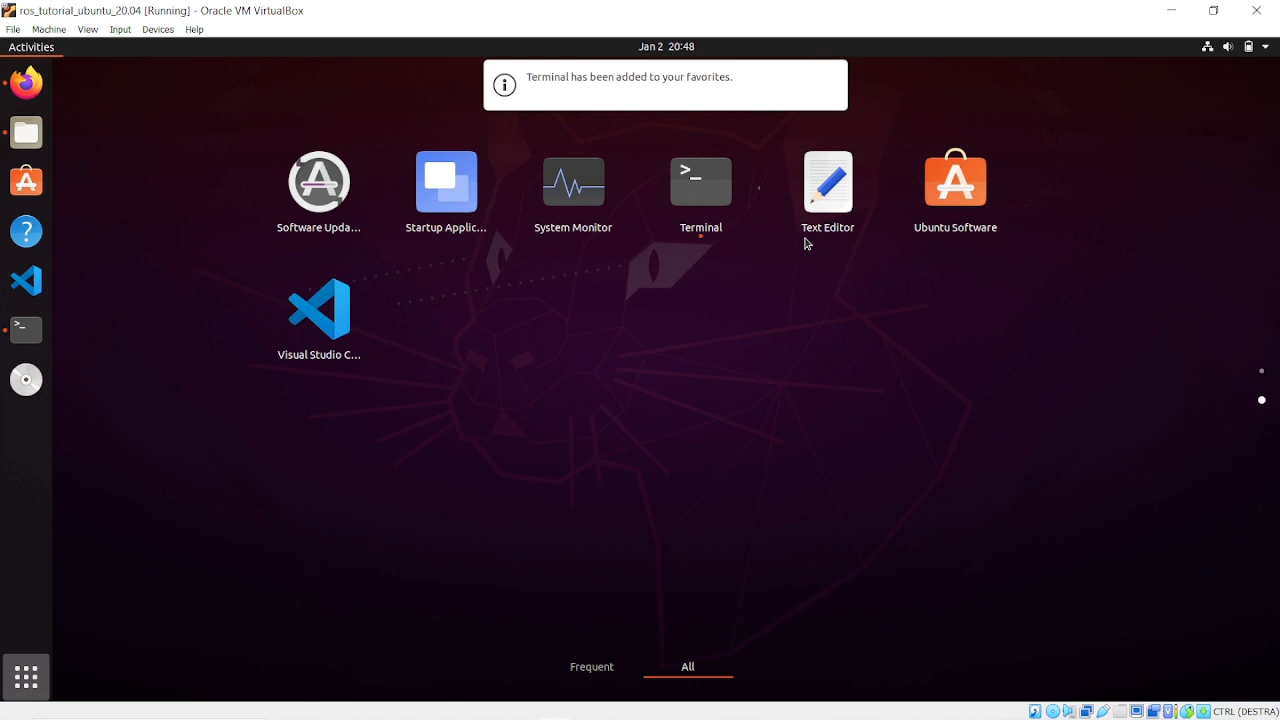 ros_tutorial_ubuntu_20.04 [Running] - Oracle VM VirtualBox
File Machine View Input Devices Help
Activities
Jan 2 20:48
Terminal has been added to your favorites.
Software Upda...
Startup Applic...
System Monitor
Terminal
Text Editor
Ubuntu Software
Visual Studio C...
Frequent
All
CTRL (DESTRA)